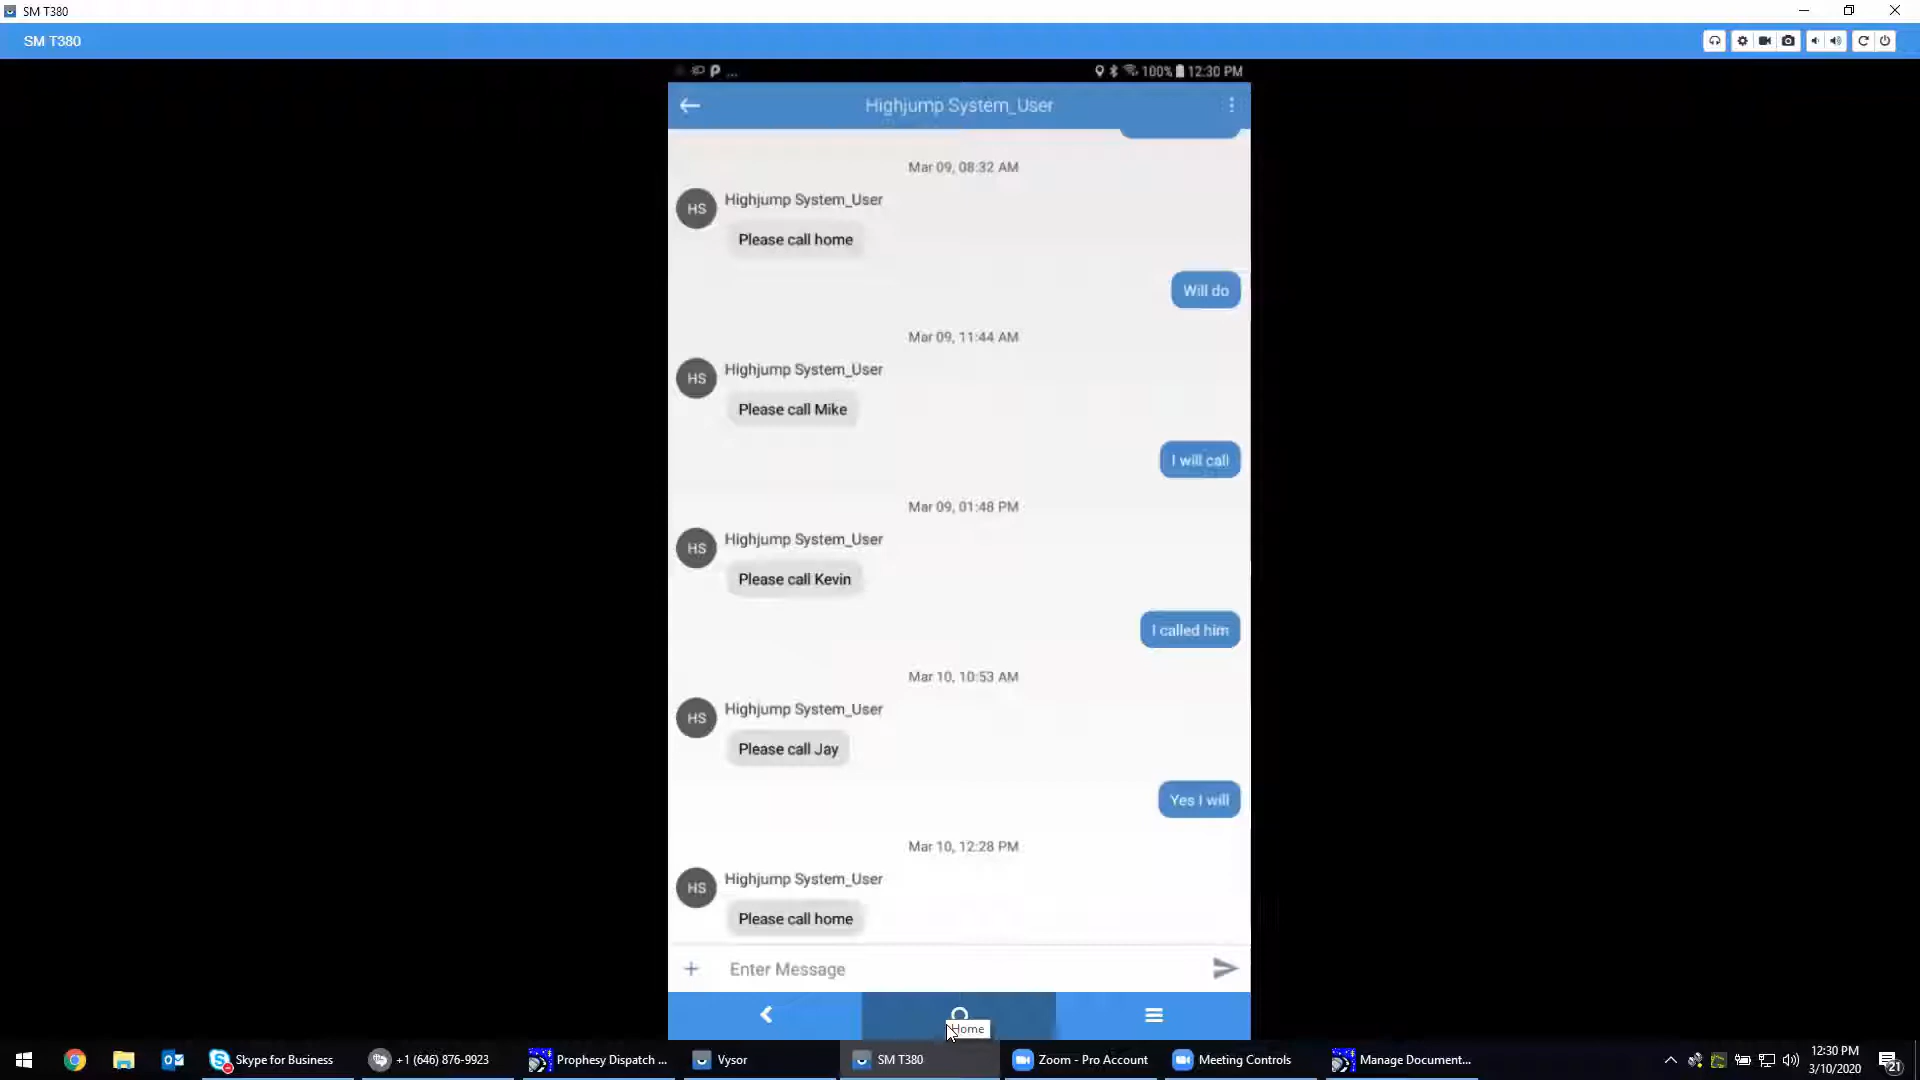 SM T380
SM T380
P ... 100% 12:30 PM
Highjump System_User
Mar 09, 08:32 AM
HS Highjump System_User
Please call home
Will do
Mar 09, 11:44 AM
HS Highjump System_User
Please call Mike
I will call
Mar 09, 01:48 PM
HS Highjump System_User
Please call Kevin
I called him
Mar 10, 10:53 AM
HS Highjump System_User
Please call Jay
Yes I will
Mar 10, 12:28 PM
HS Highjump System_User
Please call home
+ Enter Message
Home
Skype for Business
+1 (646) 876-9923
Prophesy Dispatch ...
Vysor
SM T380
Zoom - Pro Account
Meeting Controls
Manage Document...
12:30 PM
3/10/2020
21